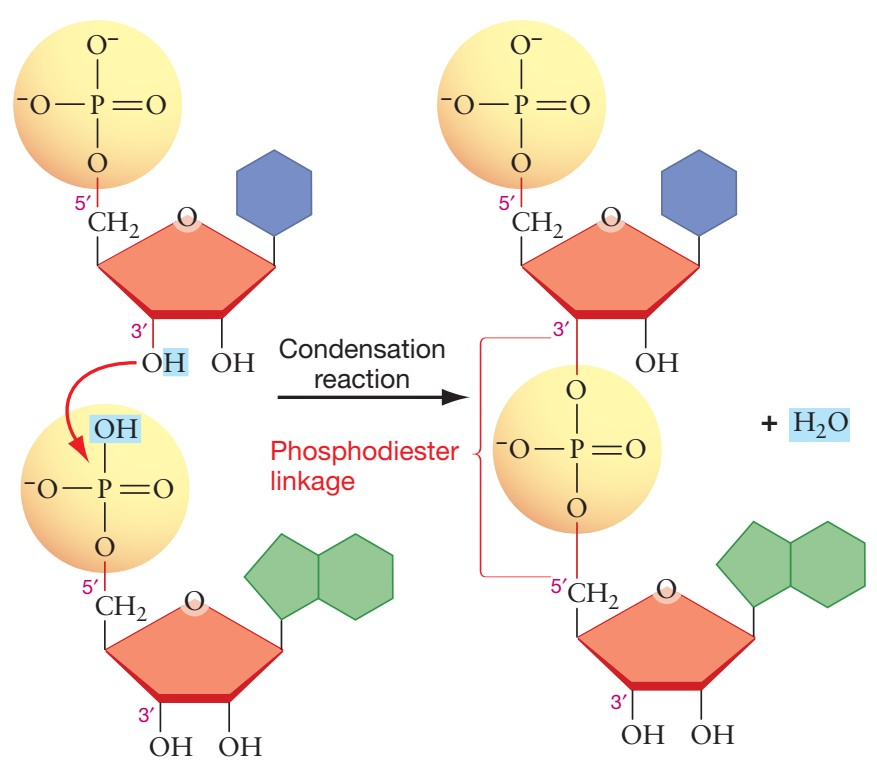 O⁻
⁻O—P=O
O
5′
CH₂
O
3′
OH
OH
OH
⁻O—P=O
O
5′
CH₂
O
3′
OH
OH
Condensation
reaction
Phosphodiester
linkage
O⁻
⁻O—P=O
O
5′
CH₂
O
3′
OH
O
⁻O—P=O
O
5′
CH₂
O
3′
OH
OH
+ H₂O